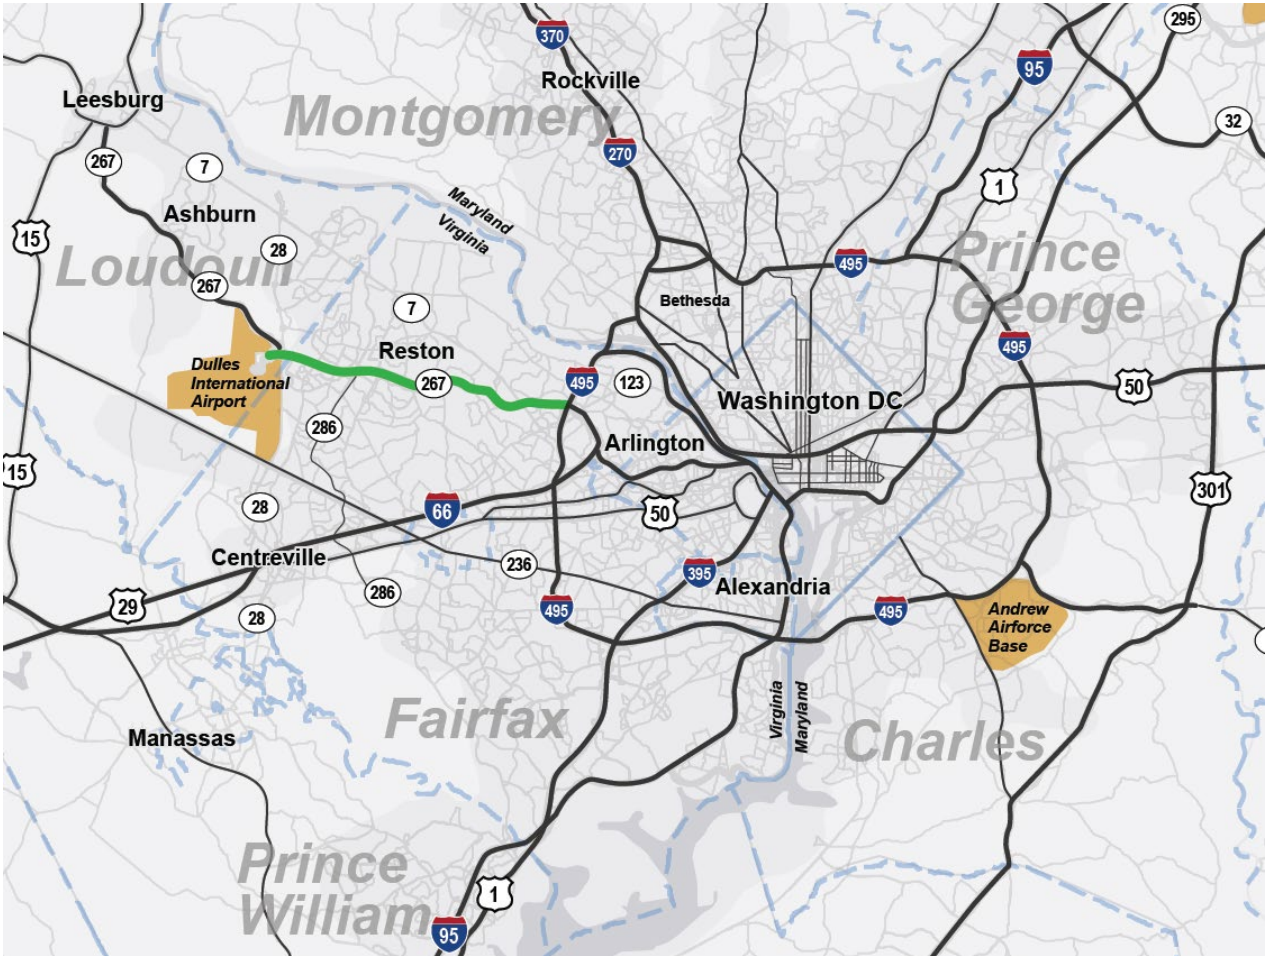 295
370
95
Rockville
Leesburg
Montgomery
32
270
267
7
1
Maryland
Virginia
Ashburn
15
28
Loudoun
Prince
George
495
267
Bethesda
7
495
Reston
Dulles
International
Airport
267
495
123
50
Washington DC
286
Arlington
15
301
28
66
50
Centreville
236
395
Alexandria
286
29
28
495
495
Andrew
Airforce
Base
Virginia
Maryland
Fairfax
Charles
Manassas
Prince
William
1
95